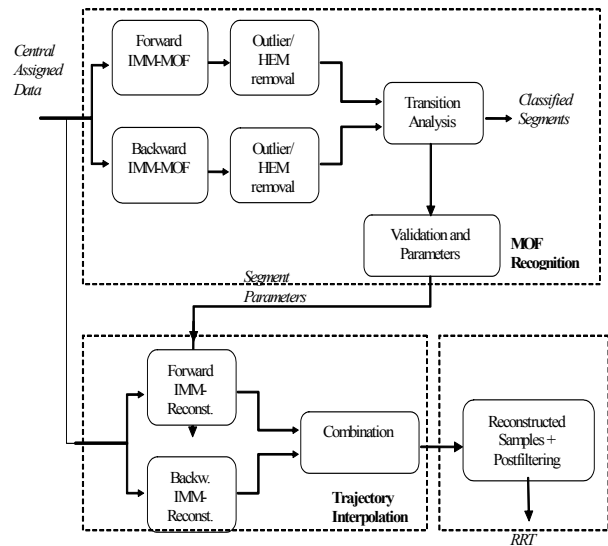 Central
Assigned
Data
Forward
IMM-MOF
Outlier/
HEM
removal
Backward
IMM-MOF
Outlier/
HEM
removal
Transition
Analysis
Classified
Segments
Validation and
Parameters
MOF
Recognition
Segment
Parameters
Forward
IMM-
Reconst.
Backw.
IMM-
Reconst.
Combination
Trajectory
Interpolation
Reconstructed
Samples +
Postfiltering
RRT